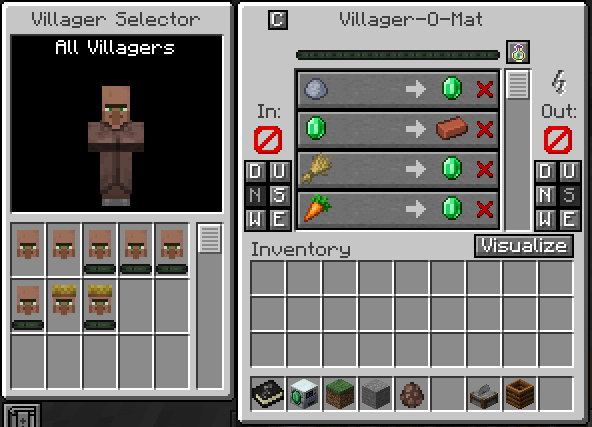 Villager Selector
All Villagers
C
Villager-O-Mat
In:
D U
N S
W E
Out:
D U
N S
W E
Inventory
Visualize